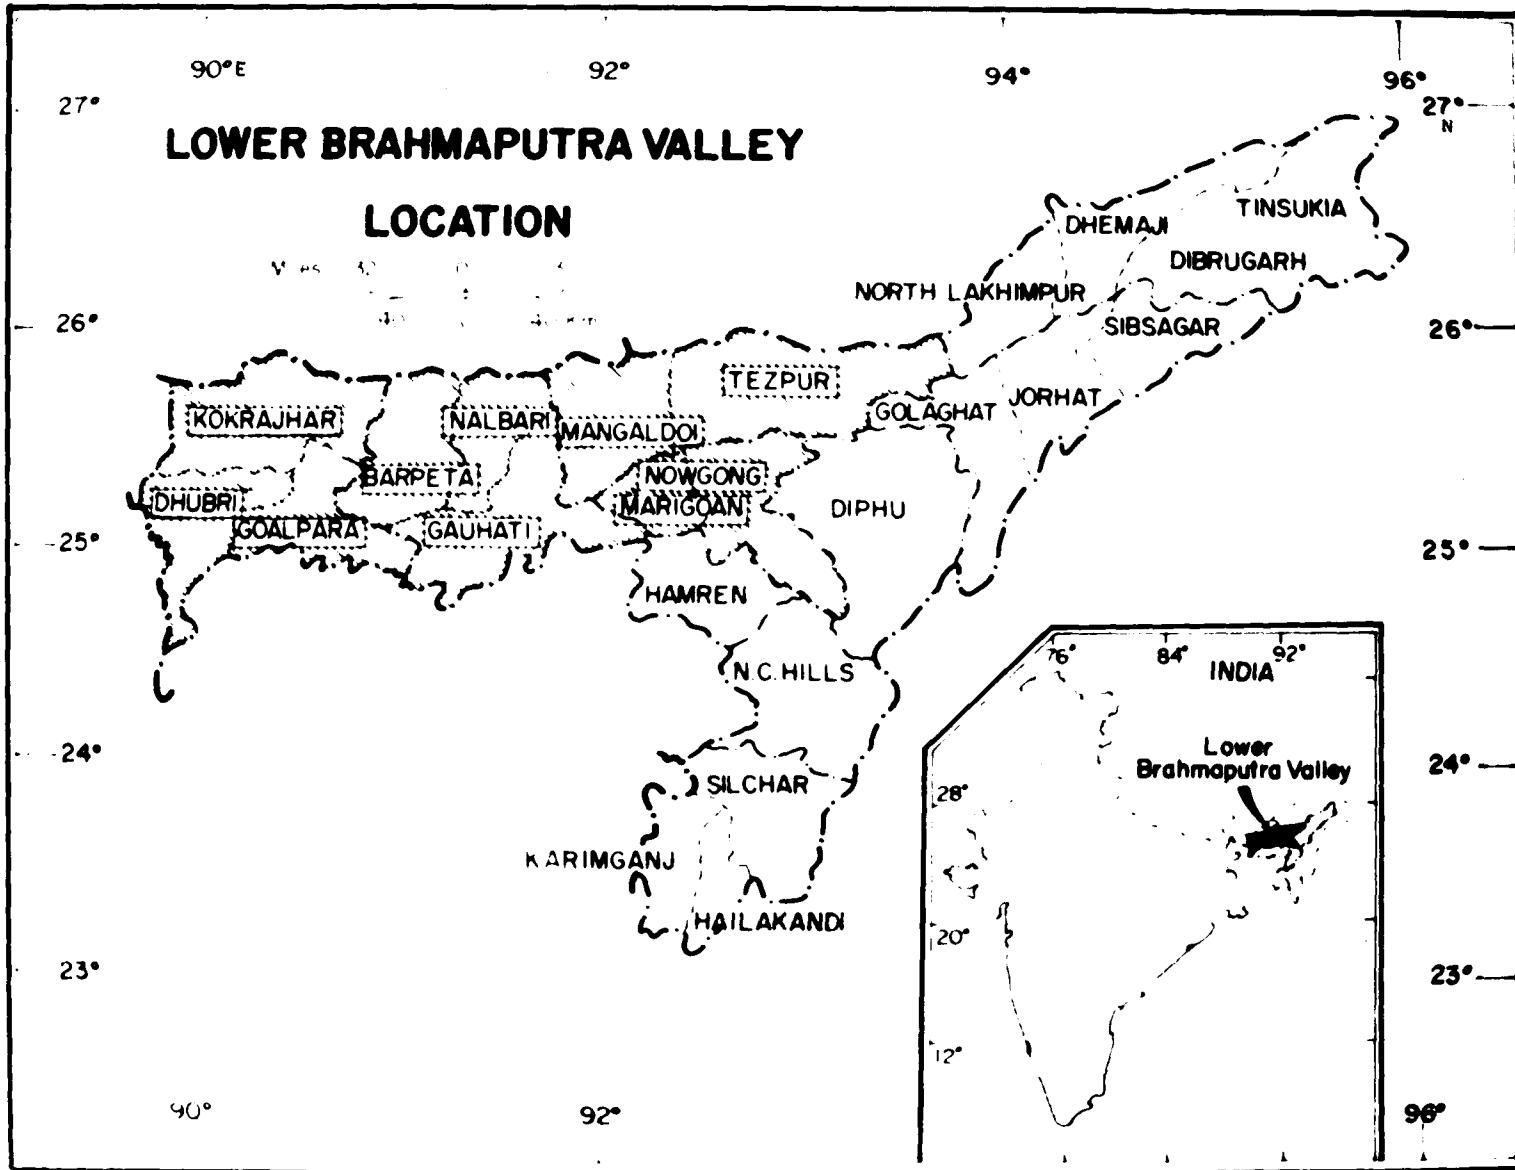 90°E 92° 94° 96°
27° 27°
N
LOWER BRAHMAPUTRA VALLEY
LOCATION
TINSUKIA
DHEMAJI
DIBRUGARH
NORTH LAKHIMPUR
SIBSAGAR
26° 26°
TEZPUR
KOKRAJHAR NALBARI MANGALDOI GOLAGHAT JORHAT
BARPETA NOWGONG
DHUBRI MARIGOAN DIPHU
GOALPARA GAUHATI
25° 25°
HAMREN
N.C.HILLS
24° 24°
SILCHAR
KARIMGANJ
HAILAKANDI
23° 23°
90° 92° 96°
76° 84° 92°
INDIA
Lower
Brahmaputra Valley
28°
20°
12°